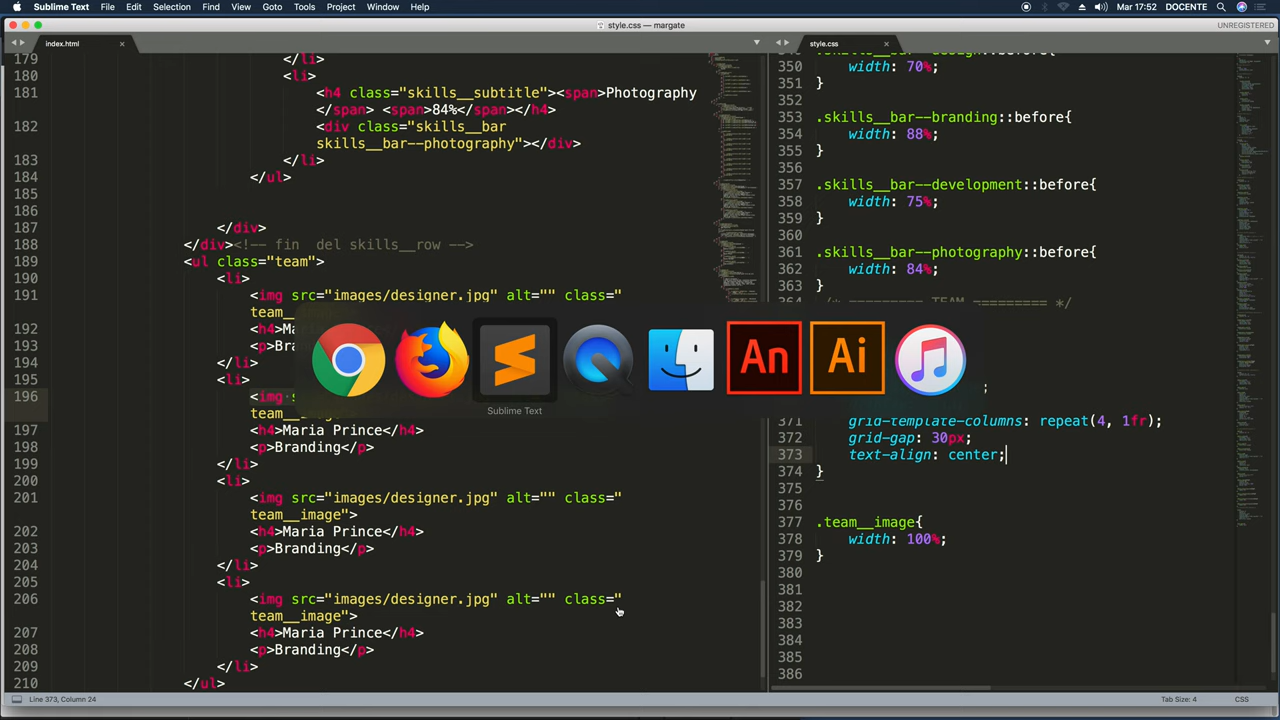 Sublime Text File Edit Selection Find View Goto Tools Project Window Help Mar 17:52 DOCENTE
style.css — margate UNREGISTERED
index.html
style.css
179 </li>
180 <li>
181 <h4 class="skills__subtitle"><span>Photography
</span> <span>84%</span></h4>
182 <div class="skills__bar
skills__bar--photography"></div>
183 </li>
184 </ul>
185
186
187 </div>
188 </div><!-- fin del skills__row -->
189 <ul class="team">
190 <li>
191 <img src="images/designer.jpg" alt="" class="
team__
192 <h4>Ma
193 <p>Bra
194 </li>
195 <li>
196 <img
team__
197 <h4>Maria Prince</h4>
198 <p>Branding</p>
199 </li>
200 <li>
201 <img src="images/designer.jpg" alt="" class="
team__image">
202 <h4>Maria Prince</h4>
203 <p>Branding</p>
204 </li>
205 <li>
206 <img src="images/designer.jpg" alt="" class="
team__image">
207 <h4>Maria Prince</h4>
208 <p>Branding</p>
209 </li>
210 </ul>
350 width: 70%;
351 }
352
353 .skills__bar--branding::before{
354 width: 88%;
355 }
356
357 .skills__bar--development::before{
358 width: 75%;
359 }
360
361 .skills__bar--photography::before{
362 width: 84%;
363 }
364 /* ========= TEAM ========= */
;
371 grid-template-columns: repeat(4, 1fr);
372 grid-gap: 30px;
373 text-align: center;
374 }
375
376
377 .team__image{
378 width: 100%;
379 }
380
381
382
383
384
385
386
An
Ai
Sublime Text
Line 373, Column 24 Tab Size: 4 CSS